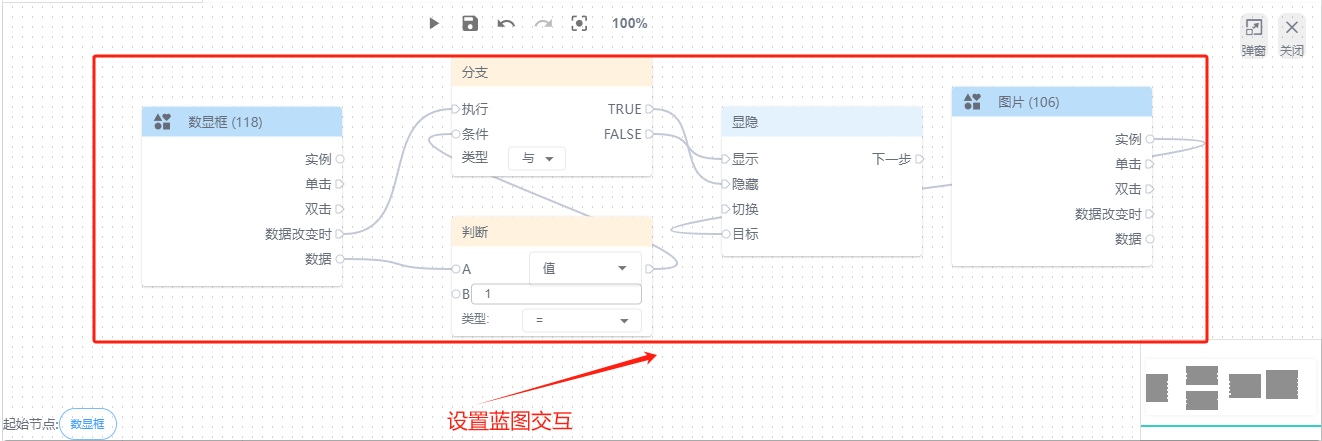 100%
弹窗
关闭
数显框 (118)
实例
单击
双击
数据改变时
数据
分支
执行
TRUE
条件
FALSE
类型
与
判断
A
值
B
1
类型:
=
显隐
显示
下一步
隐藏
切换
目标
图片 (106)
实例
单击
双击
数据改变时
数据
设置蓝图交互
起始节点:
数显框